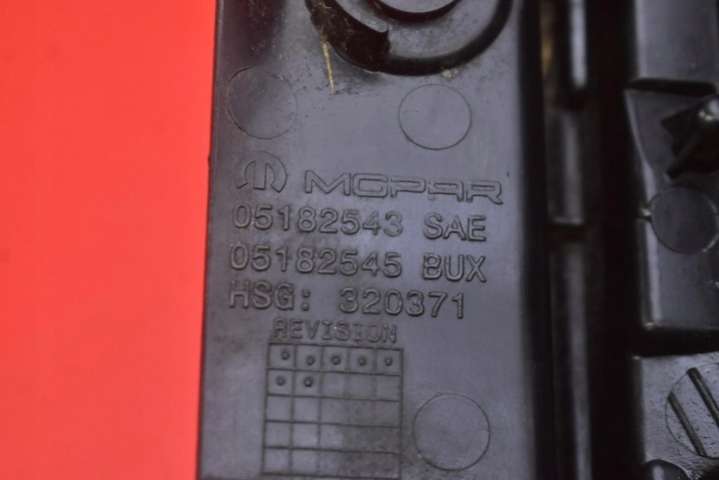 MOPAR
05182543 SAE
05182545 BUX
HSG: 320371
REVISION